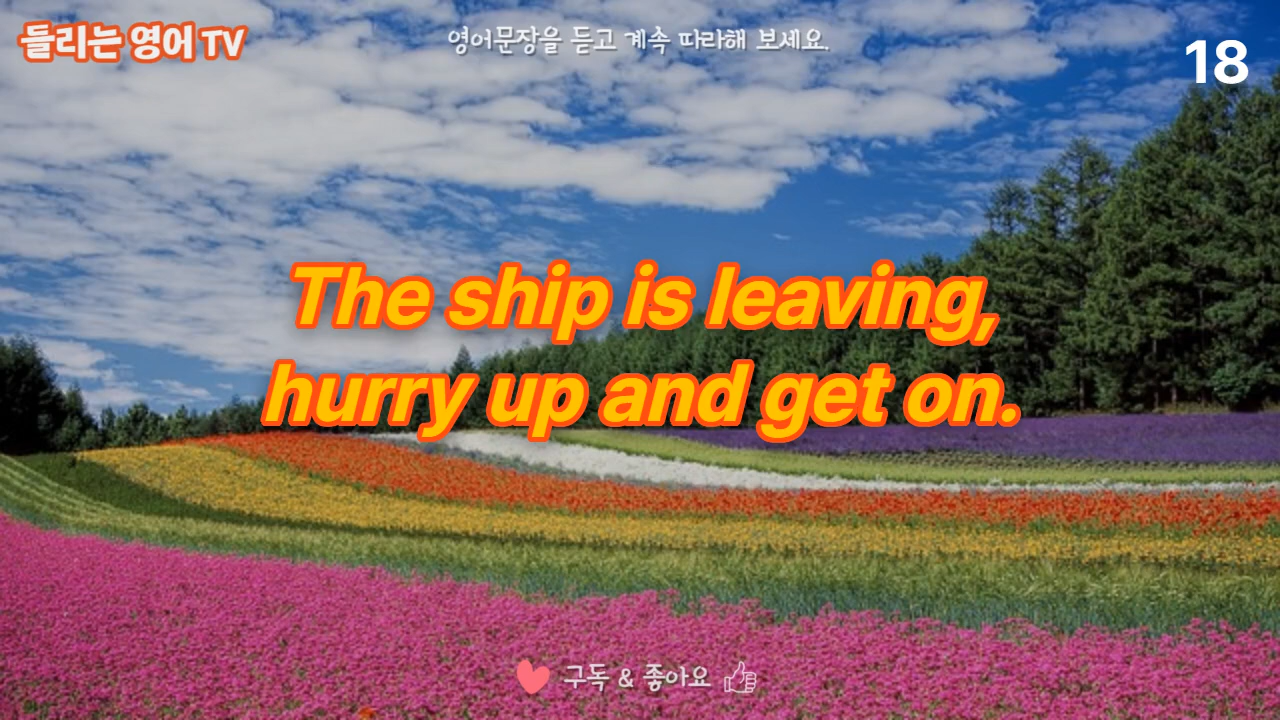 들리는 영어 TV
영어문장을 듣고 계속 따라해 보세요.
18
The ship is leaving,
hurry up and get on.
구독 & 좋아요